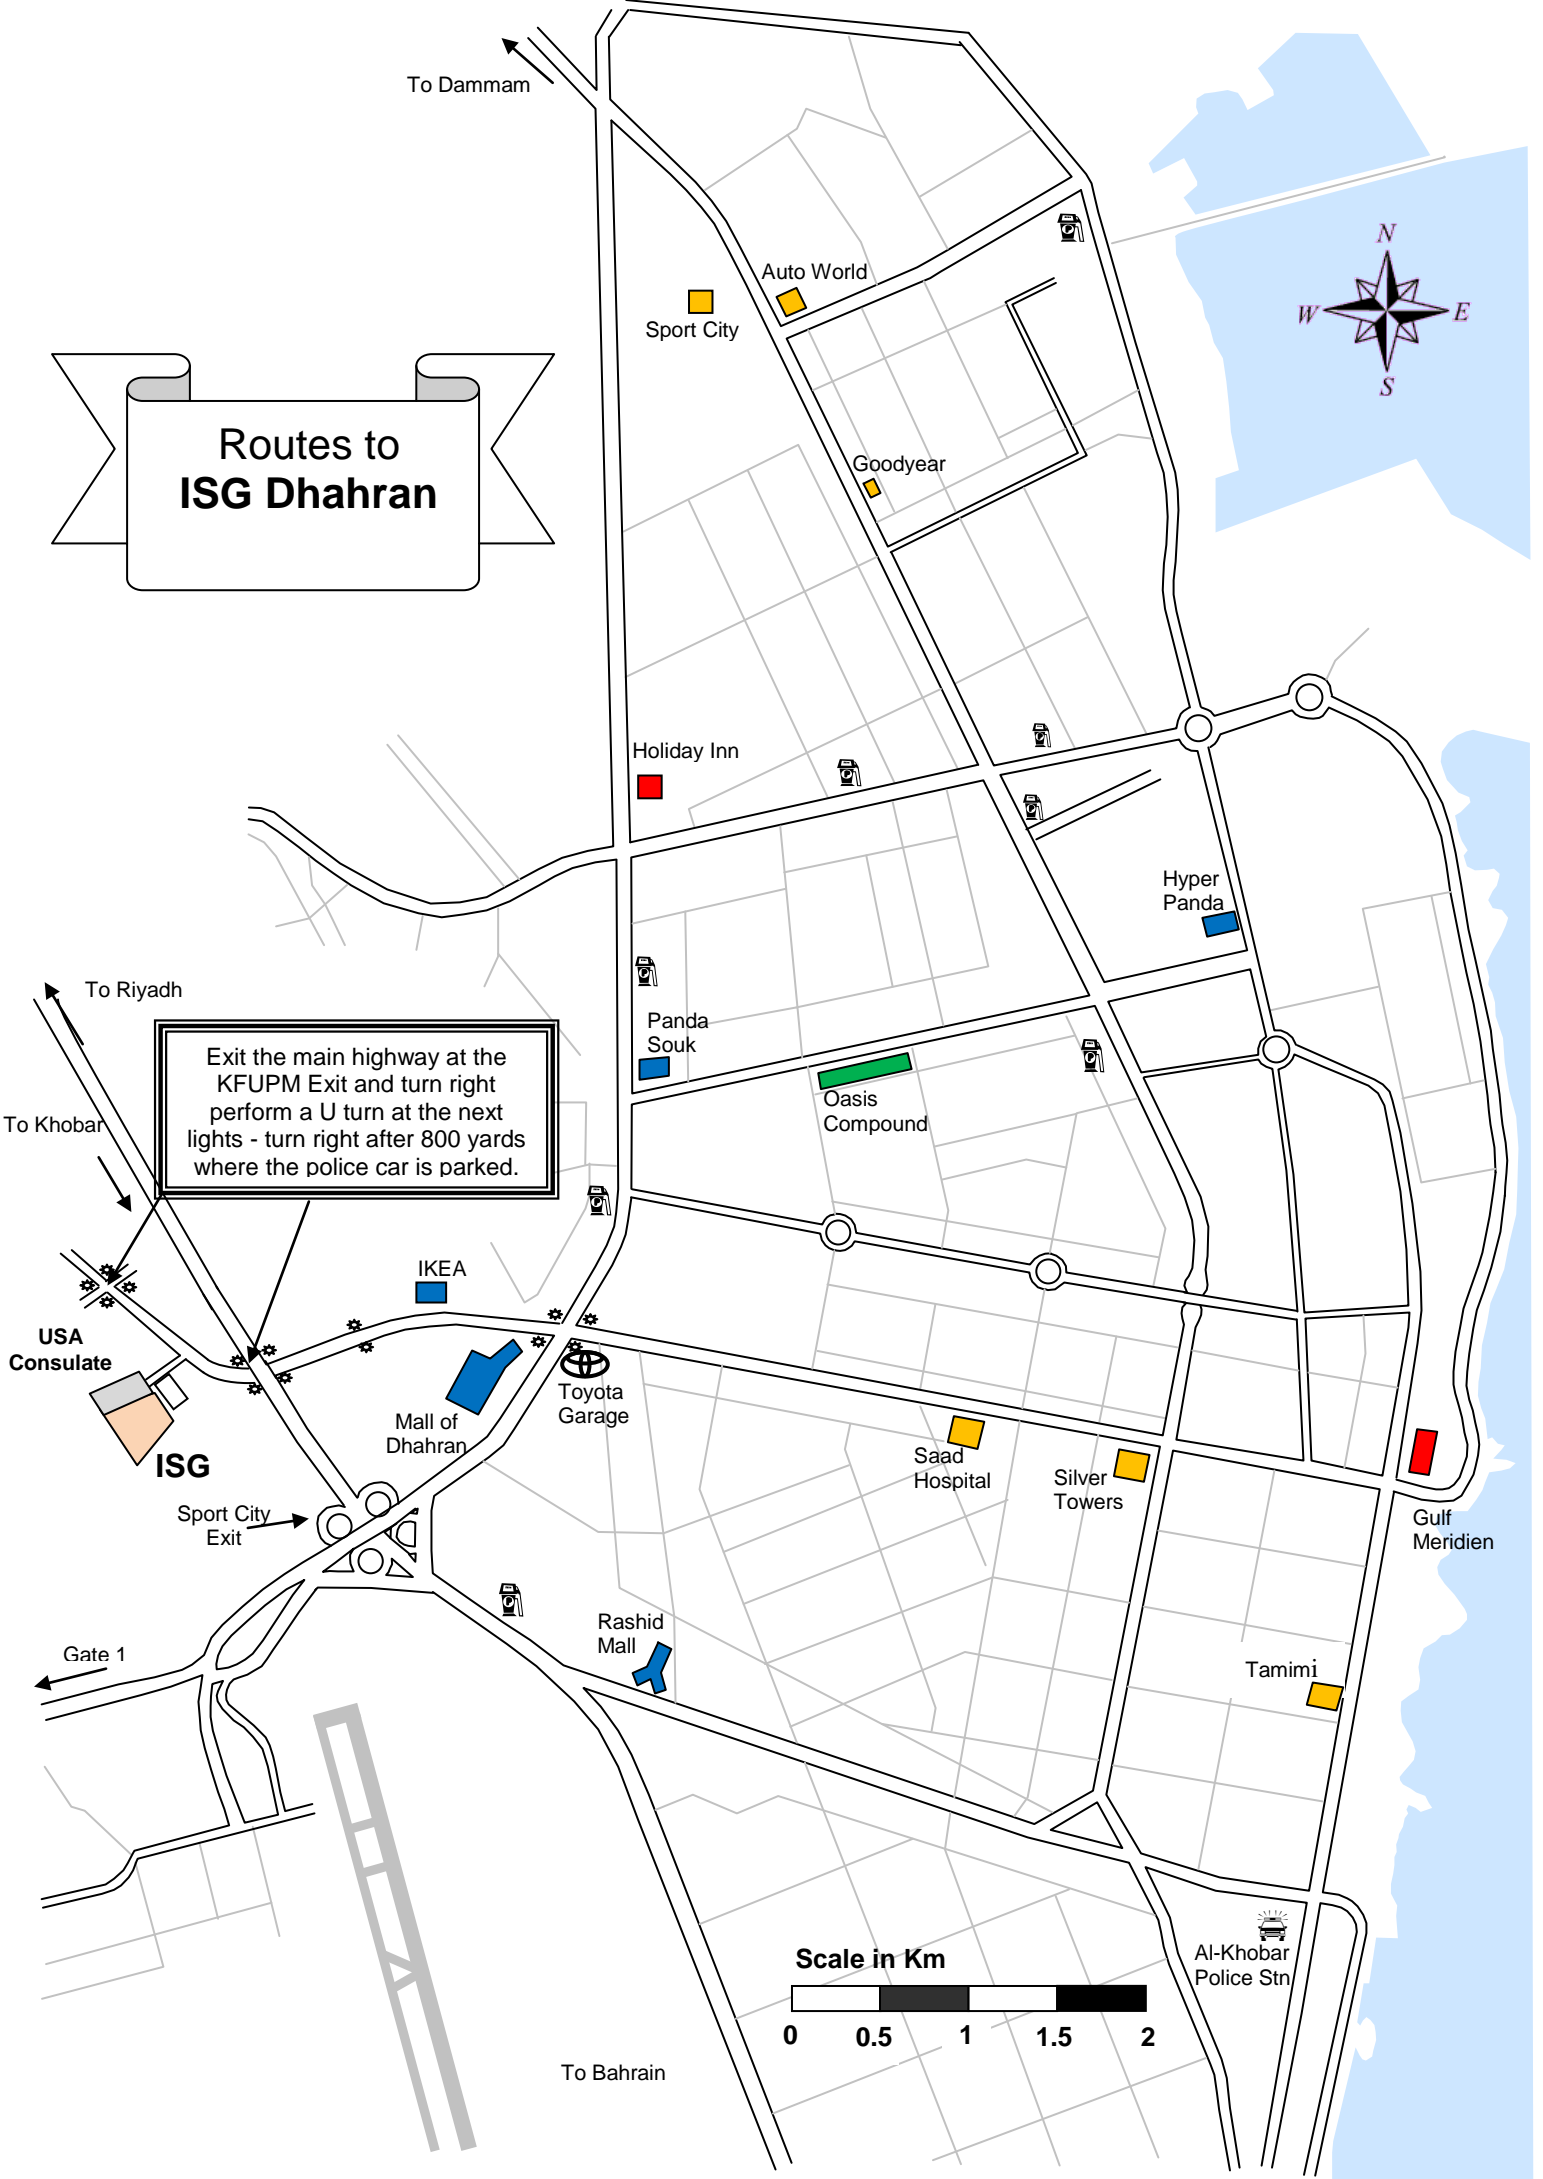 To Dammam
N
W
E
S
Auto World
Sport City
Routes to
ISG Dhahran
Goodyear
Holiday Inn
Hyper
Panda
To Riyadh
Panda
Souk
Exit the main highway at the
KFUPM Exit and turn right
perform a U turn at the next
lights - turn right after 800 yards
where the police car is parked.
Oasis
Compound
To Khobar
IKEA
USA
Consulate
Toyota
Garage
Mall of
Dhahran
ISG
Saad
Hospital
Silver
Towers
Sport City
Exit
Gulf
Meridien
Rashid
Mall
Gate 1
Tamimi
Al-Khobar
Police Stn
Scale in Km
0 0.5 1 1.5 2
To Bahrain